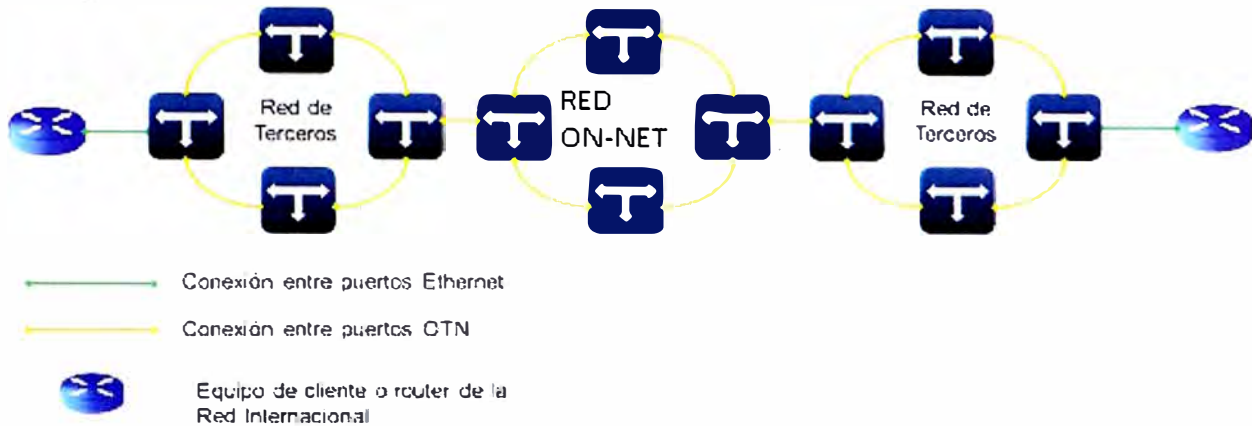 Red de
Terceros
RED
ON-NET
Red de
Terceros
Conexión entre puertos Ethernet
Conexión entre puertos OTN
Equipo de cliente o router de la
Red Internacional